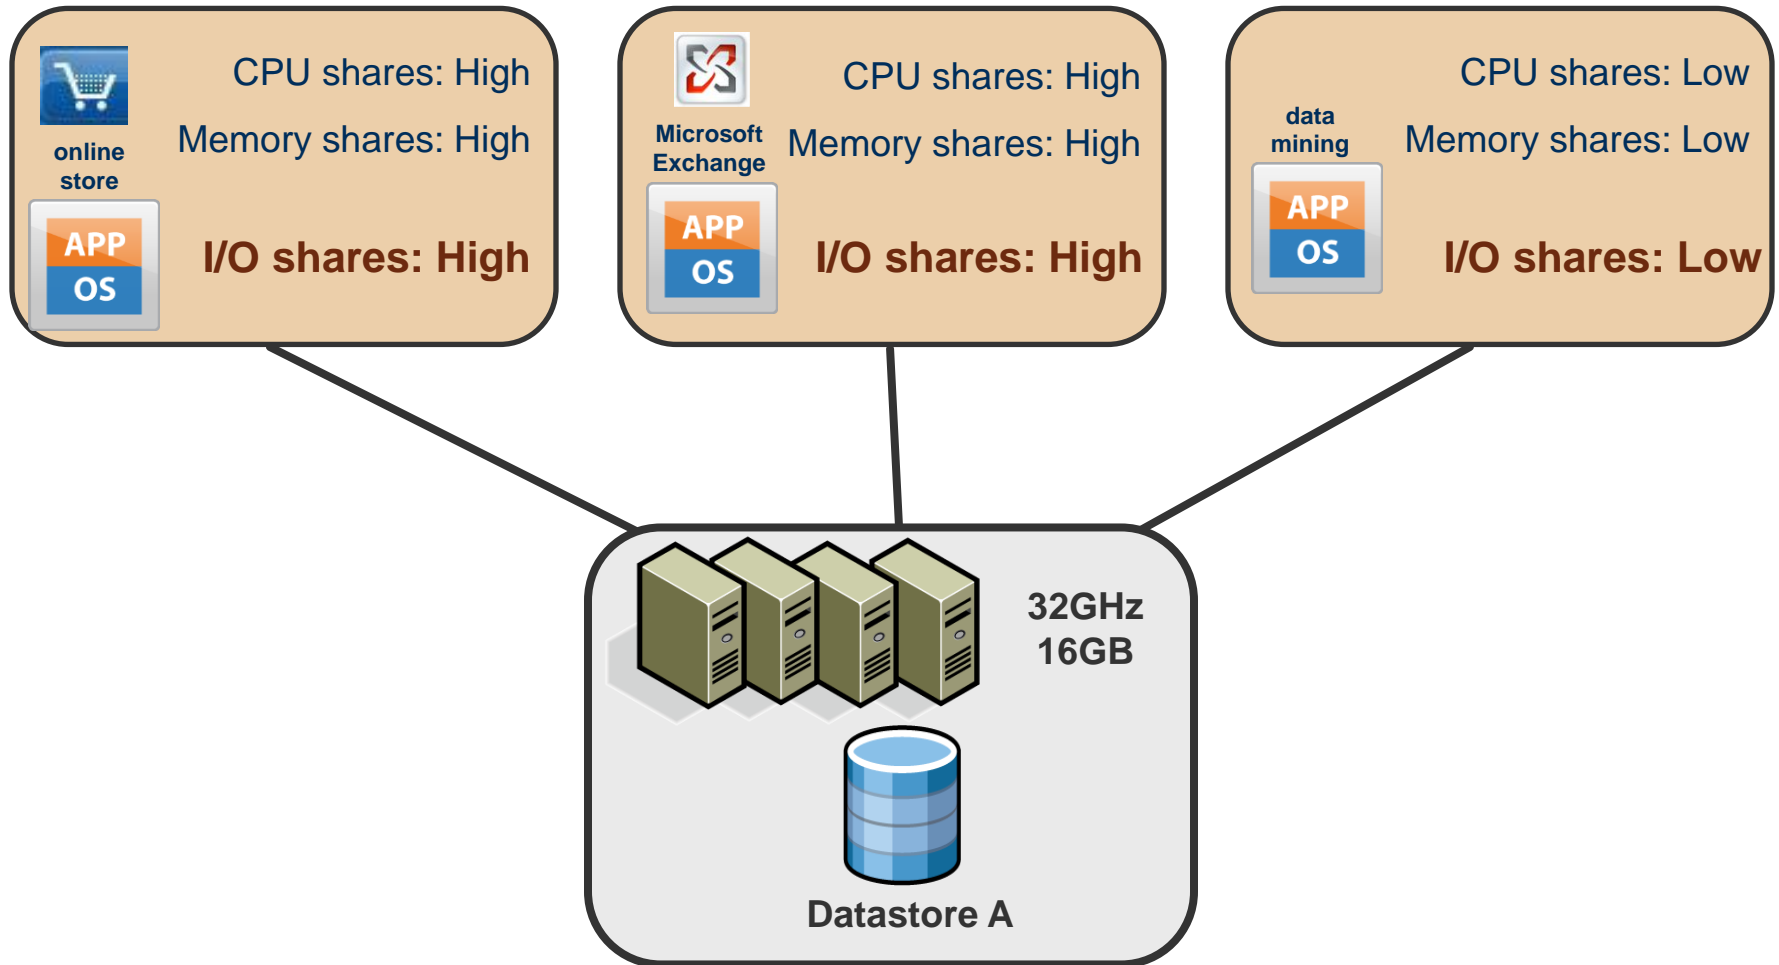 CPU shares: High
Memory shares: High
online
store
APP
OS
I/O shares: High
CPU shares: High
Microsoft
Exchange
Memory shares: High
APP
OS
I/O shares: High
CPU shares: Low
data
mining
Memory shares: Low
APP
OS
I/O shares: Low
32GHz
16GB
Datastore A